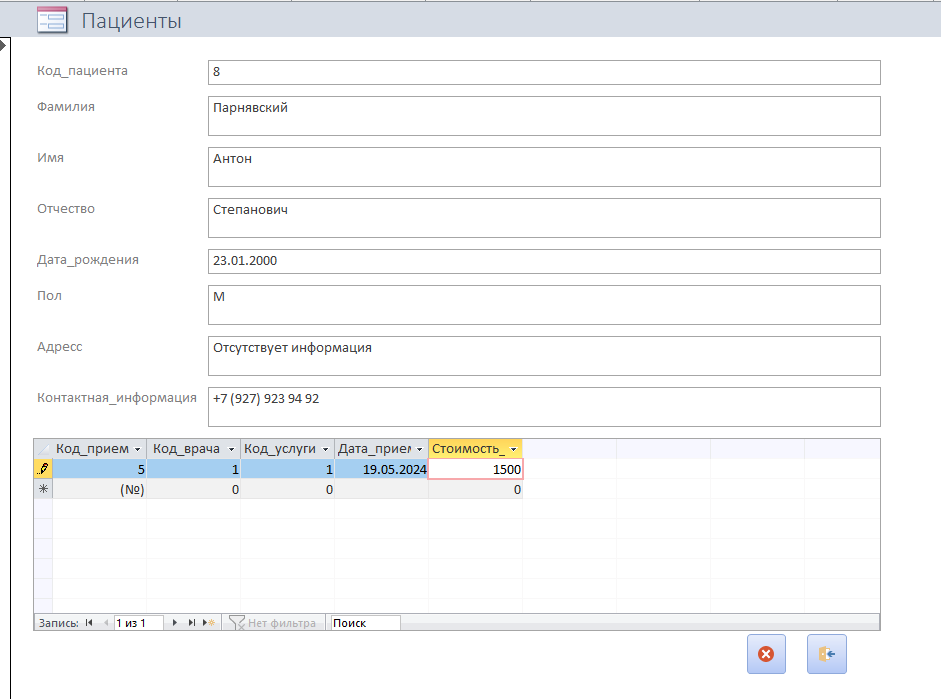 Пациенты
Код_пациента 8
Фамилия Парнявский
Имя Антон
Отчество Степанович
Дата_рождения 23.01.2000
Пол М
Адресс Отсутствует информация
Контактная_информация +7 (927) 923 94 92
Код_прием Код_врача Код_услуги Дата_прием Стоимость_
5 1 1 19.05.2024 1500
(№) 0 0 0
Запись: 1 из 1 Нет фильтра Поиск